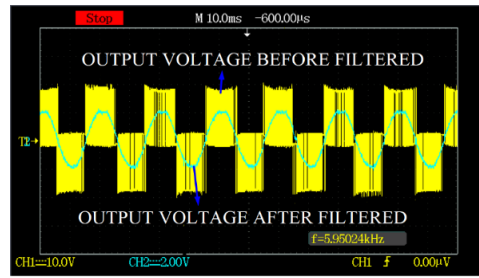 Stop M 10.0ms -600.00μs
OUTPUT VOLTAGE BEFORE FILTERED
OUTPUT VOLTAGE AFTER FILTERED
f=5.95024kHz
CH1⎓10.0V CH2⎓2.00V CH1 0.00μV